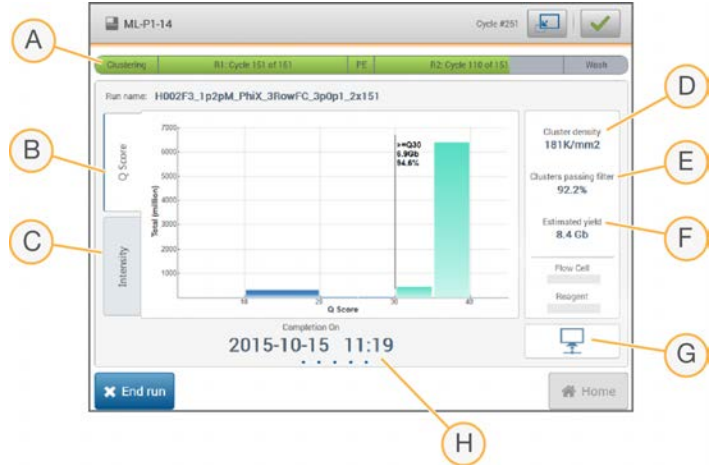 ML-P1-14
Cycle #251
A
Clustering
R1: Cycle 151 of 151
PE
R2: Cycle 110 of 151
Wash
Run name: H002F3_1p2pM_PhiX_3RowFC_3p0p1_2x151
B
Q Score
C
Intensity
Total (million)
7000
6000
5000
4000
3000
2000
1000
>=Q30
6.9Gb
94.6%
10
20
30
40
Q Score
D
Cluster density
181K/mm2
E
Clusters passing filter
92.2%
F
Estimated yield
8.4 Gb
Flow Cell
Reagent
G
Completion On
2015-10-15 11:19
H
End run
Home